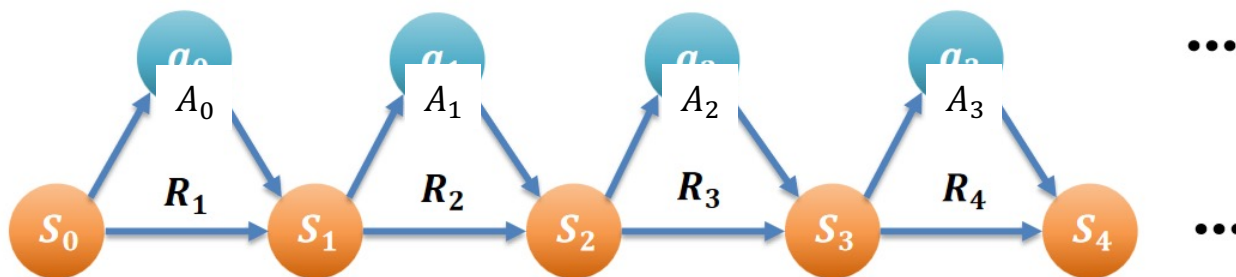 A₀ A₁ A₂ A₃ ...
R₁ R₂ R₃ R₄
S₀ S₁ S₂ S₃ S₄ ...